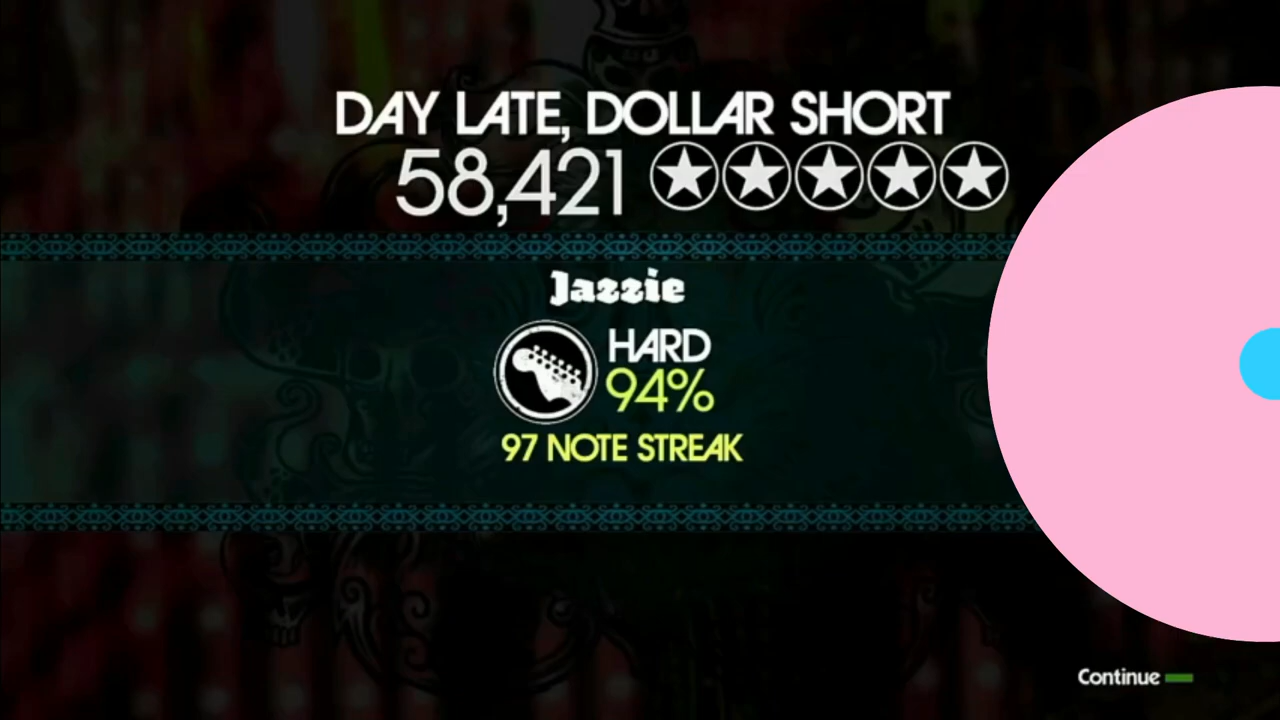 DAY LATE, DOLLAR SHORT
58,421
Jazzie
HARD
94%
97 NOTE STREAK
Continue